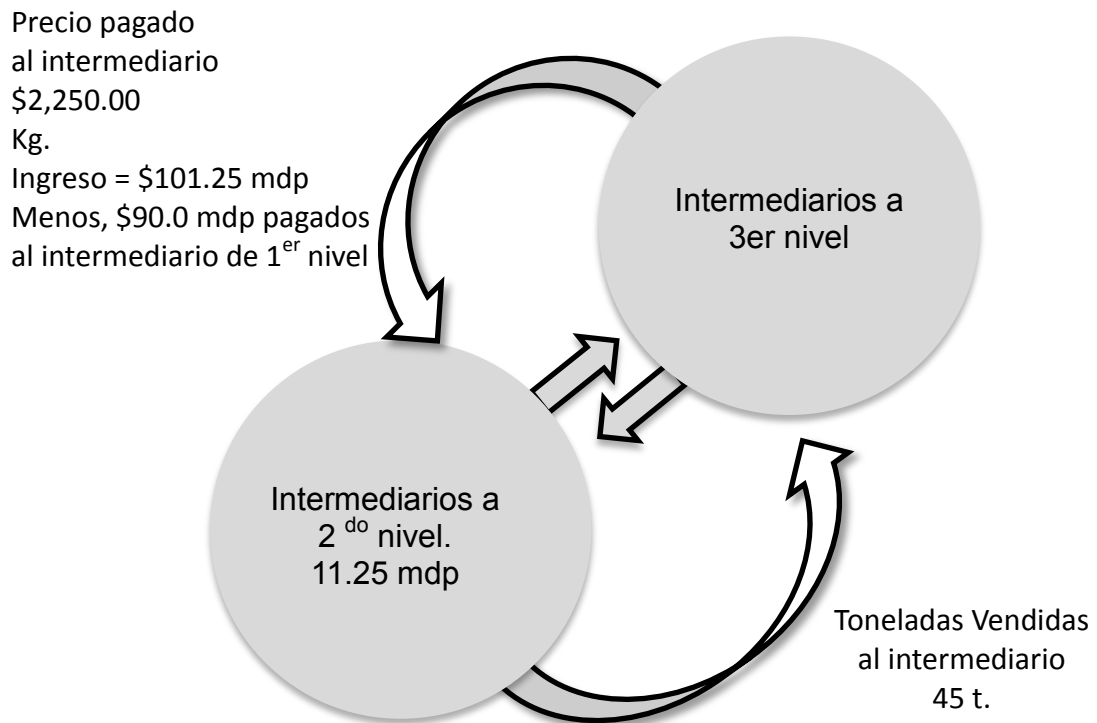 Precio pagado
al intermediario
$2,250.00
Kg.
Ingreso = $101.25 mdp
Menos, $90.0 mdp pagados
al intermediario de 1er nivel
Intermediarios a
3er nivel
Intermediarios a
2 do nivel.
11.25 mdp
Toneladas Vendidas
al intermediario
45 t.